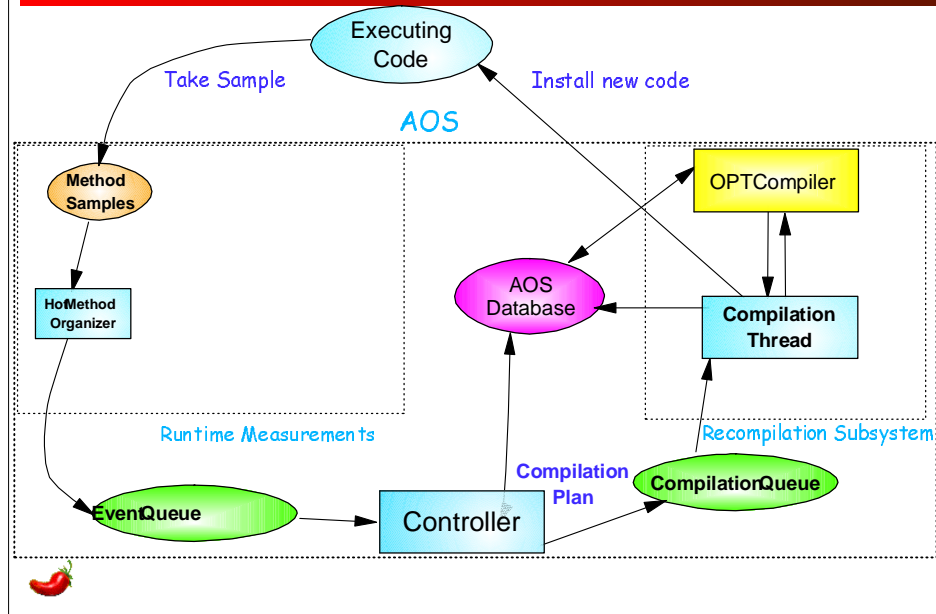 Executing
Code
Take Sample
Install new code
AOS
Method
Samples
OPTCompiler
HotMethod
Organizer
AOS
Database
Compilation
Thread
Runtime Measurements
Recompilation Subsystem
Compilation
Plan
CompilationQueue
EventQueue
Controller